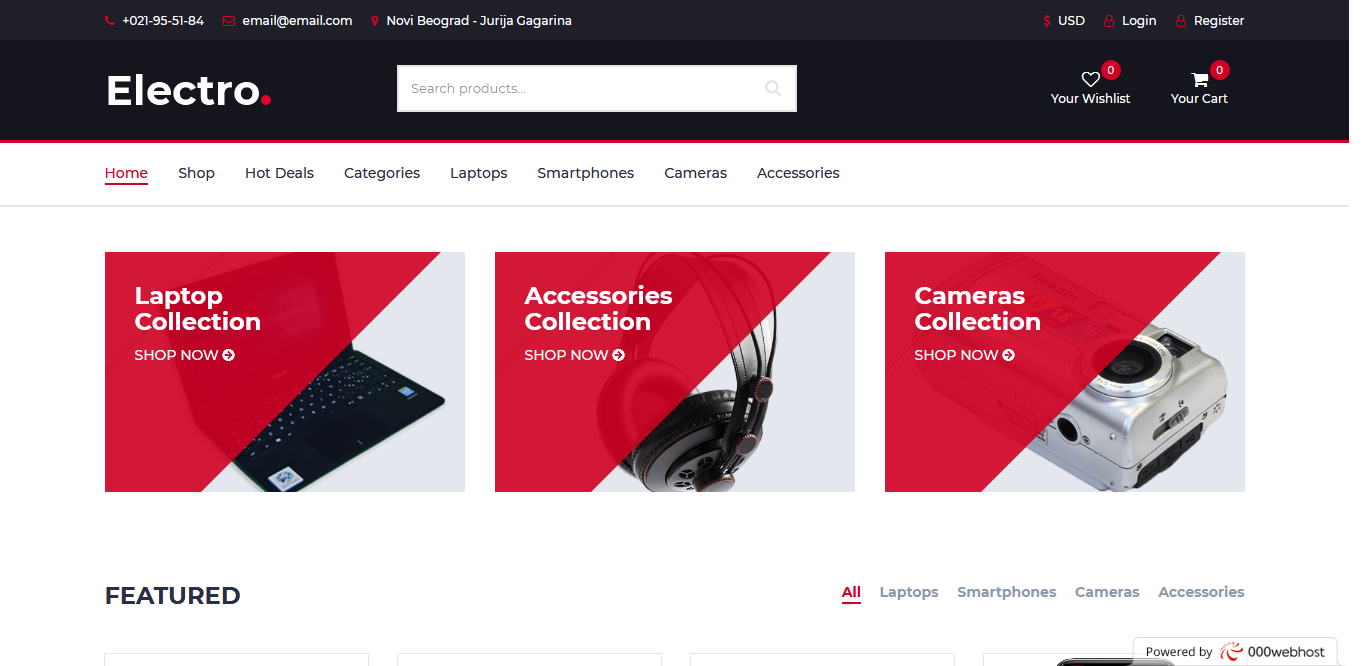 +021-95-51-84 email@email.com Novi Beograd - Jurija Gagarina $ USD Login Register
Electro.
Search products...
0
Your Wishlist
0
Your Cart
Home Shop Hot Deals Categories Laptops Smartphones Cameras Accessories
Laptop
Collection
SHOP NOW
Accessories
Collection
SHOP NOW
Cameras
Collection
SHOP NOW
FEATURED
All Laptops Smartphones Cameras Accessories
Powered by 000webhost